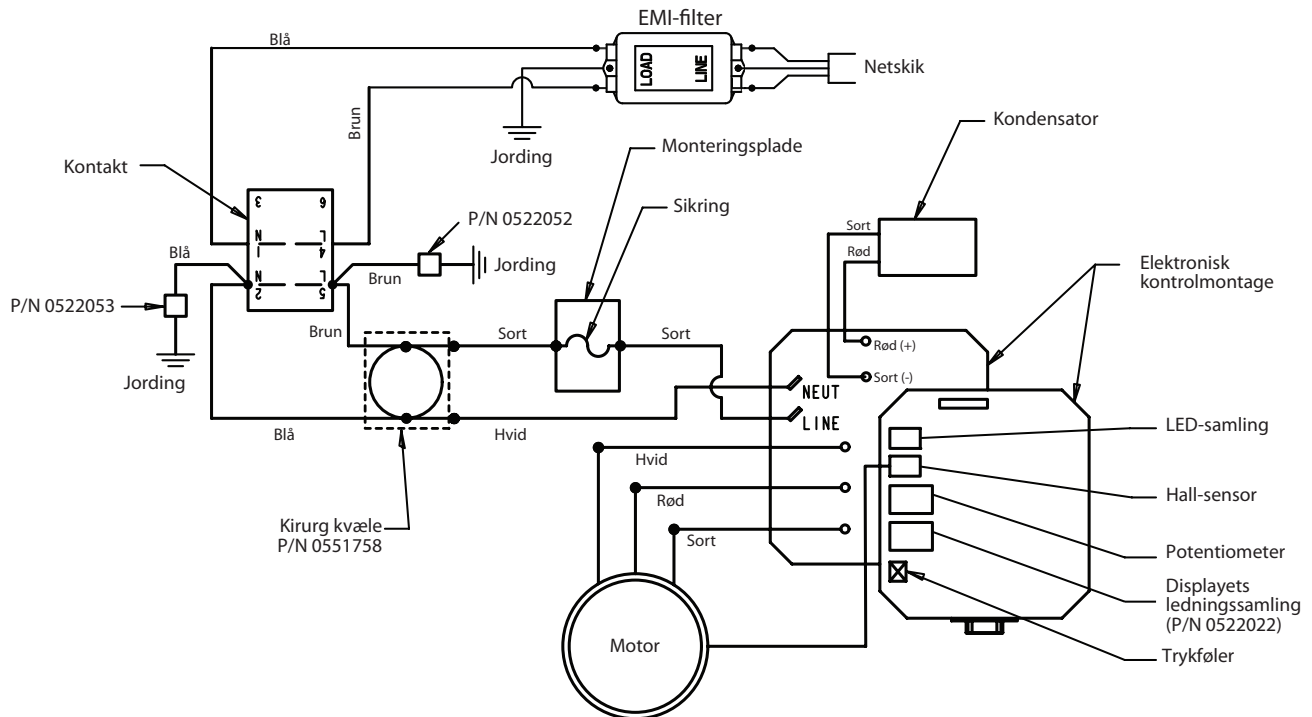 EMI-filter
Blå
LOAD
LINE
Netskik
Brun
Jording
Monteringsplade
Kondensator
Kontakt
3
6
N
1
L
4
N
2
L
5
P/N 0522052
Sikring
Sort
Rød
Blå
Brun
Jording
Elektronisk
kontrolmontage
P/N 0522053
Brun
Sort
Sort
Rød (+)
Jording
Sort (-)
NEUT
LINE
Blå
Hvid
LED-samling
Hvid
Hall-sensor
Rød
Kirurg kvæle
P/N 0551758
Sort
Potentiometer
Displayets
ledningssamling
(P/N 0522022)
Motor
Trykføler